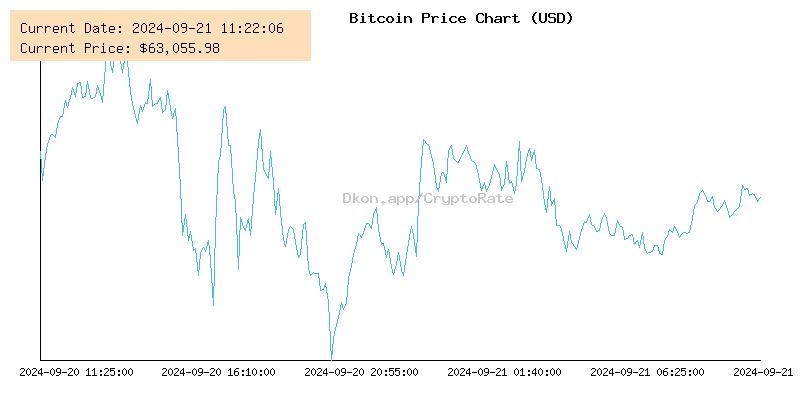 Bitcoin Price Chart (USD)
Current Date: 2024-09-21 11:22:06
Current Price: $63,055.98
Dkon.app/CryptoRate
2024-09-20 11:25:00 2024-09-20 16:10:00 2024-09-20 20:55:00 2024-09-21 01:40:00 2024-09-21 06:25:00 2024-09-21